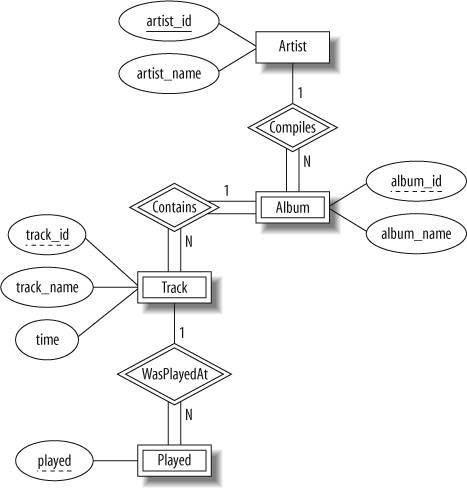 artist_id
Artist
artist_name
1
Compiles
N
album_id
1
Contains
Album
album_name
track_id
N
track_name
Track
time
1
WasPlayedAt
N
played
Played